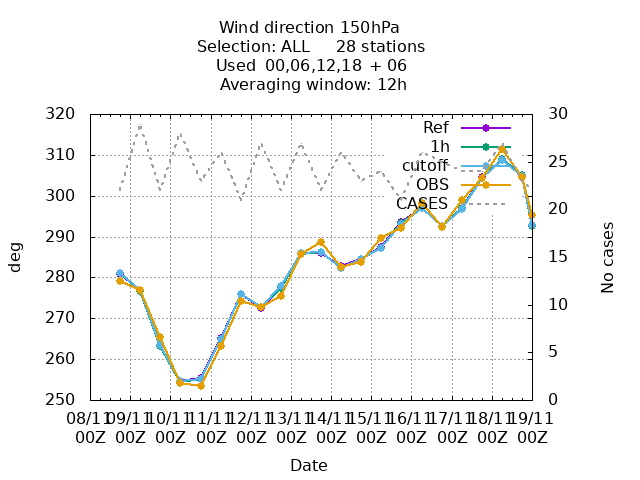 Wind direction 150hPa
Selection: ALL 28 stations
Used 00,06,12,18 + 06
Averaging window: 12h
320
310
300
290
280
270
260
250
30
25
20
15
10
5
0
deg
No cases
Ref
1h
cutoff
OBS
CASES
08/11 09/11 10/11 11/11 12/11 13/11 14/11 15/11 16/11 17/11 18/11 19/11
00Z 00Z 00Z 00Z 00Z 00Z 00Z 00Z 00Z 00Z 00Z 00Z
Date